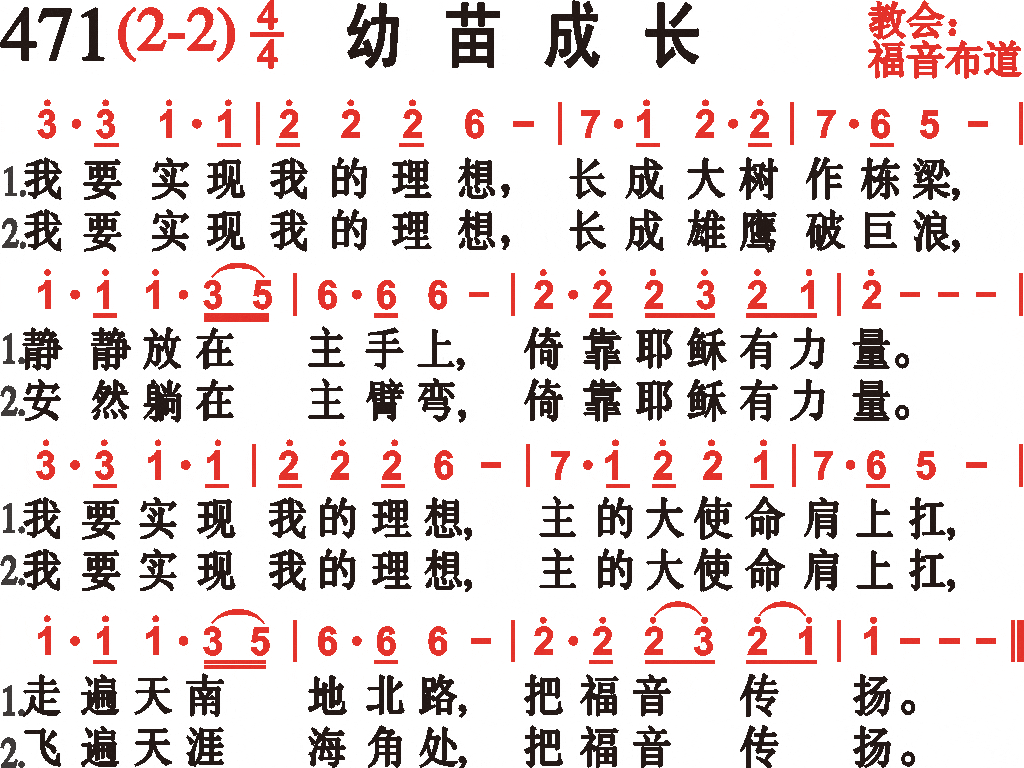 471(2-2) 4/4 幼苗成长 教会：
福音布道
3̇·3̇ 1̇·1̇ | 2̇ 2̇ 2̇ 6 - | 7·1̇ 2̇·2̇ | 7·6 5 - |
1.我要实现我的理想，长成大树作栋梁，
2.我要实现我的理想，长成雄鹰破巨浪，
1̇·1̇ 1̇·3 5 | 6·6 6 - | 2̇·2̇ 2̇ 3̇ 2̇ 1̇ | 2̇ - - - |
1.静静放在主手上，倚靠耶稣有力量。
2.安然躺在主臂弯，倚靠耶稣有力量。
3̇·3̇ 1̇·1̇ | 2̇ 2̇ 2̇ 6 - | 7·1̇ 2̇ 2̇ 1̇ | 7·6 5 - |
1.我要实现我的理想，主的大使命肩上扛，
2.我要实现我的理想，主的大使命肩上扛，
1̇·1̇ 1̇·3 5 | 6·6 6 - | 2̇·2̇ 2̇ 3̇ 2̇ 1̇ | 1̇ - - - ‖
1.走遍天南地北路，把福音传扬。
2.飞遍天涯海角处，把福音传扬。